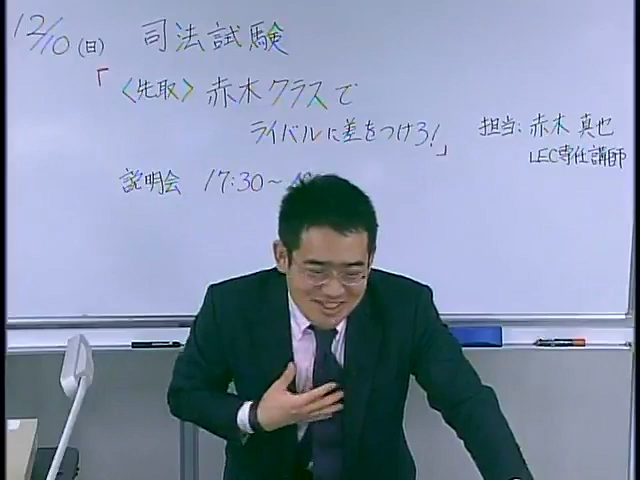 12/10(日) 司法試験
「〈先取〉赤木クラスで
ライバルに差をつけろ!」
担当: 赤木 真也
LEC専任講師
説明会 17:30〜